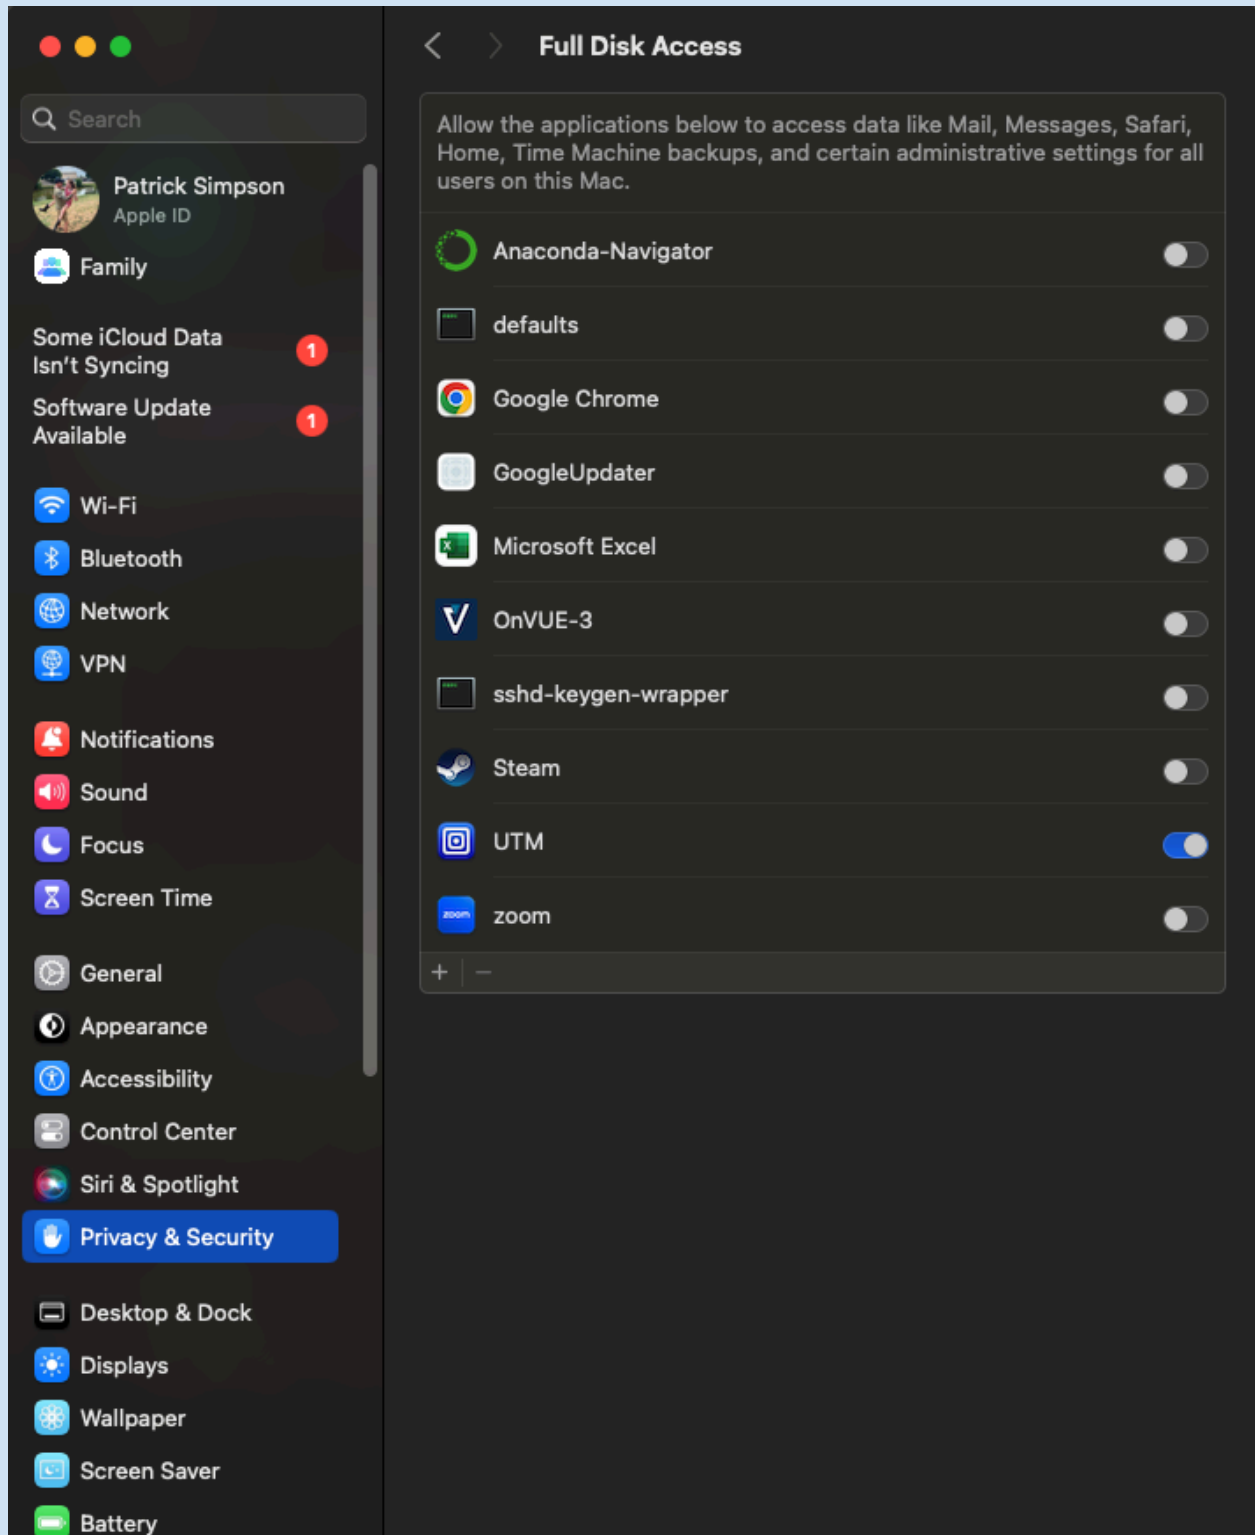 Search
Patrick Simpson
Apple ID
Family
Some iCloud Data
Isn't Syncing
1
Software Update
Available
1
Wi-Fi
Bluetooth
Network
VPN
Notifications
Sound
Focus
Screen Time
General
Appearance
Accessibility
Control Center
Siri & Spotlight
Privacy & Security
Desktop & Dock
Displays
Wallpaper
Screen Saver
Battery
Full Disk Access
Allow the applications below to access data like Mail, Messages, Safari,
Home, Time Machine backups, and certain administrative settings for all
users on this Mac.
Anaconda-Navigator
defaults
Google Chrome
GoogleUpdater
Microsoft Excel
OnVUE-3
sshd-keygen-wrapper
Steam
UTM
zoom
zoom